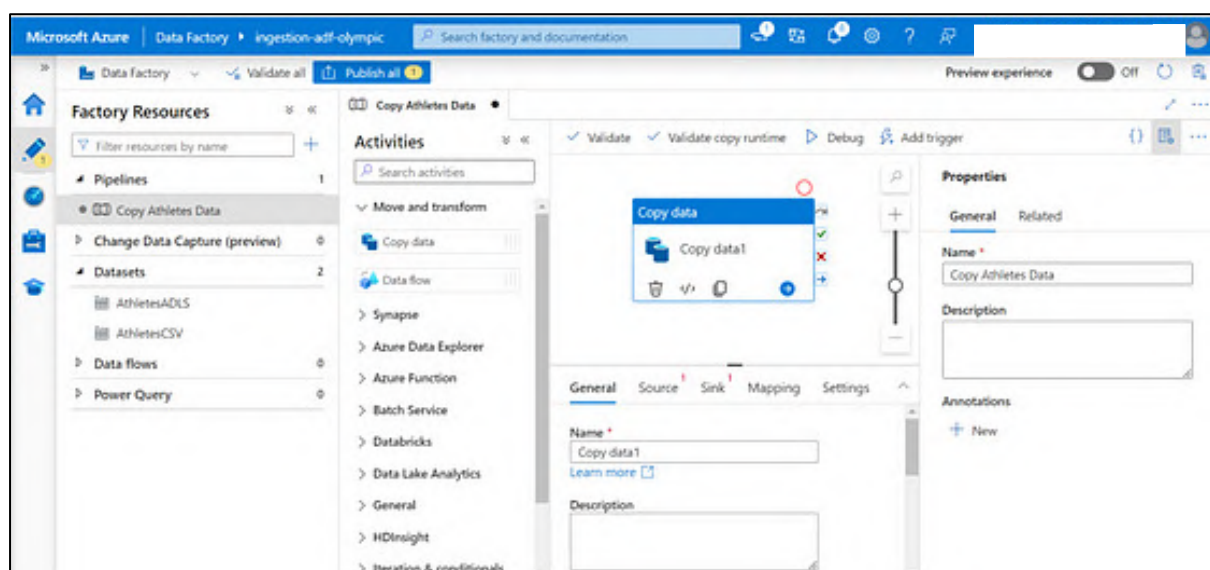 Microsoft Azure | Data Factory ▸ ingestion-adf-olympic Search factory and documentation
Data Factory Validate all Publish all 1 Preview experience Off
Factory Resources
Filter resources by name
Pipelines 1
Copy Athletes Data
Change Data Capture (preview) 0
Datasets 2
AthletesADLS
AthletesCSV
Data flows 0
Power Query 0
Copy Athletes Data
Activities
Search activities
Move and transform
Copy data
Data flow
Synapse
Azure Data Explorer
Azure Function
Batch Service
Databricks
Data Lake Analytics
General
HDInsight
Iteration & conditionals
Validate Validate copy runtime Debug Add trigger
Copy data
Copy data1
General Source 1 Sink 1 Mapping Settings
Name *
Copy data1
Learn more
Description
Properties
General Related
Name *
Copy Athletes Data
Description
Annotations
New